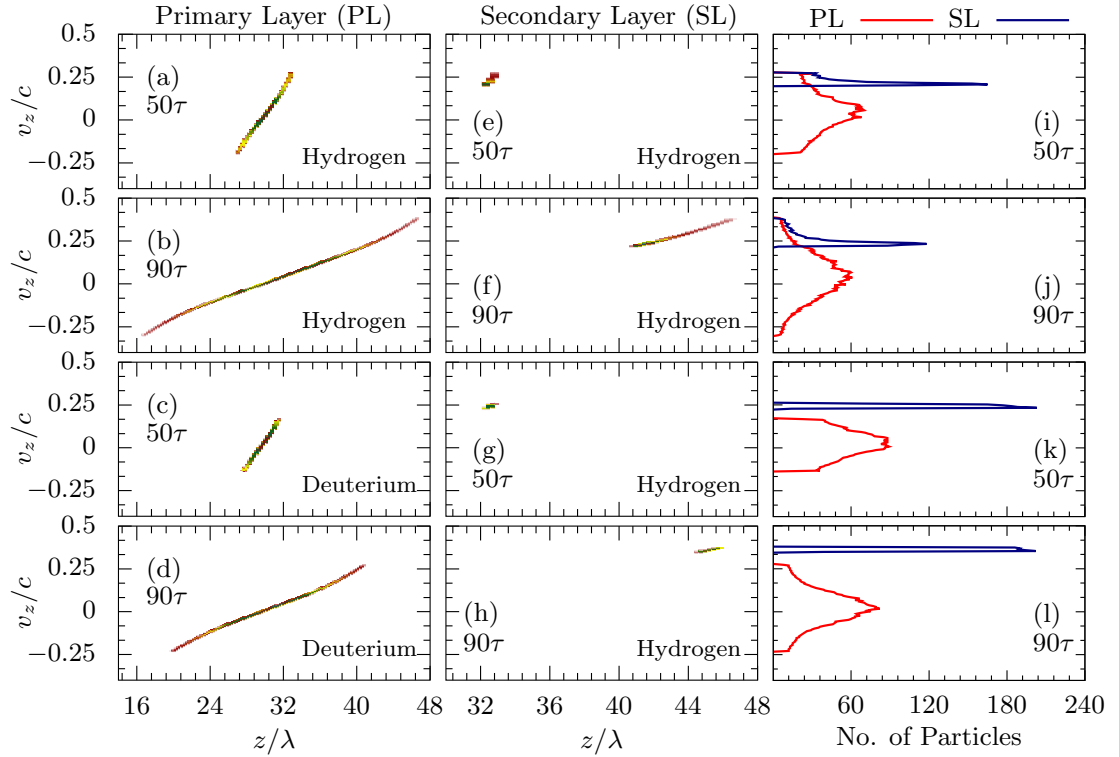 Primary Layer (PL)
Secondary Layer (SL)
PL SL
0.5
0.25
0
−0.25
v_z/c
(a)
50τ
Hydrogen
(e)
50τ
Hydrogen
(i)
50τ
0.5
0.25
0
−0.25
v_z/c
(b)
90τ
Hydrogen
(f)
90τ
Hydrogen
(j)
90τ
0.5
0.25
0
−0.25
v_z/c
(c)
50τ
Deuterium
(g)
50τ
Hydrogen
(k)
50τ
0.5
0.25
0
−0.25
v_z/c
(d)
90τ
Deuterium
(h)
90τ
Hydrogen
(l)
90τ
16 24 32 40 48
32 36 40 44 48
60 120 180 240
z/λ
z/λ
No. of Particles